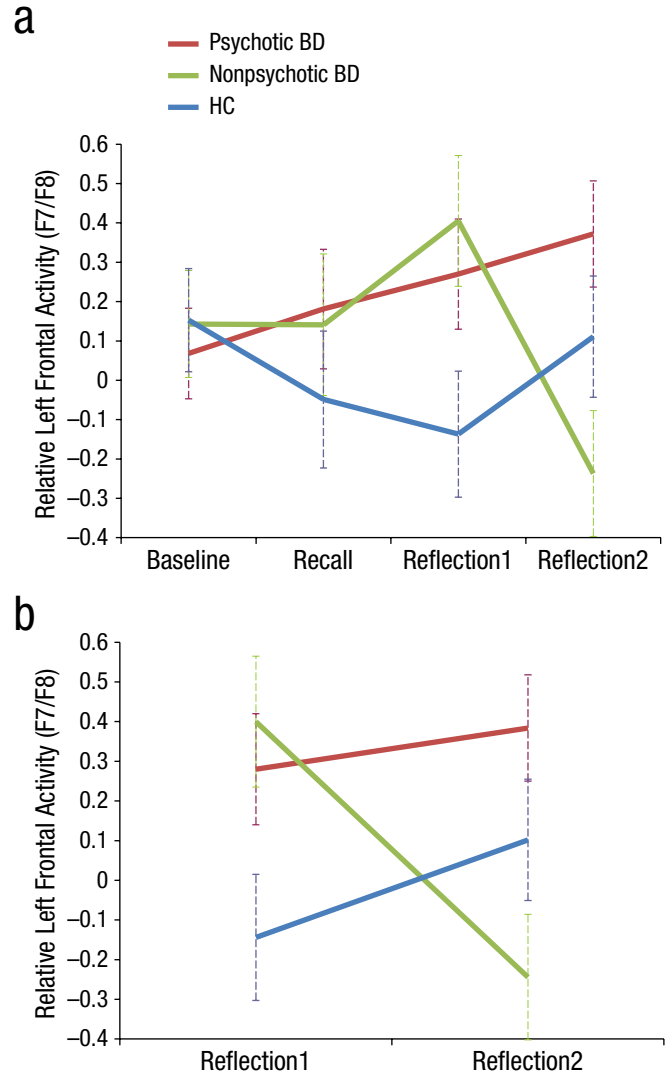 a
Psychotic BD
Nonpsychotic BD
HC
Relative Left Frontal Activity (F7/F8)
0.6
0.5
0.4
0.3
0.2
0.1
0
–0.1
–0.2
–0.3
–0.4
Baseline Recall Reflection1 Reflection2
b
Relative Left Frontal Activity (F7/F8)
0.6
0.5
0.4
0.3
0.2
0.1
0
–0.1
–0.2
–0.3
–0.4
Reflection1 Reflection2